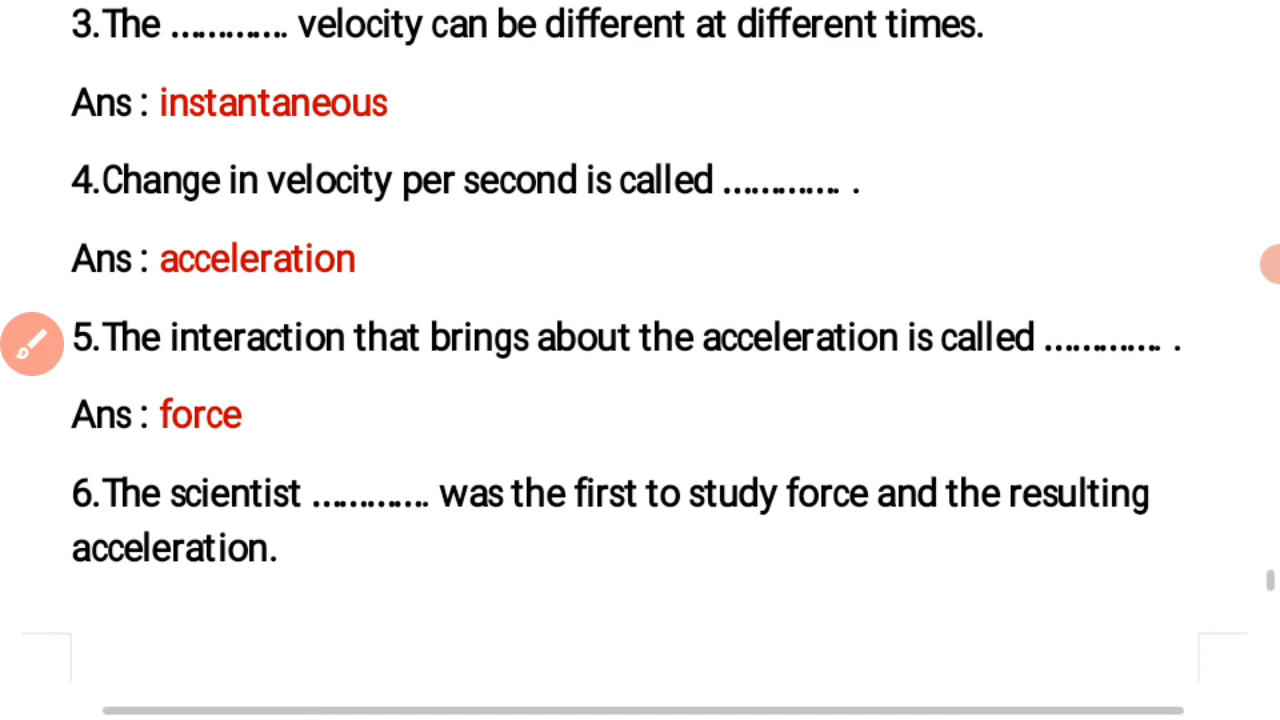 3.The ............. velocity can be different at different times.
Ans : instantaneous
4.Change in velocity per second is called ............. .
Ans : acceleration
5.The interaction that brings about the acceleration is called ............. .
Ans : force
6.The scientist ............. was the first to study force and the resulting
acceleration.